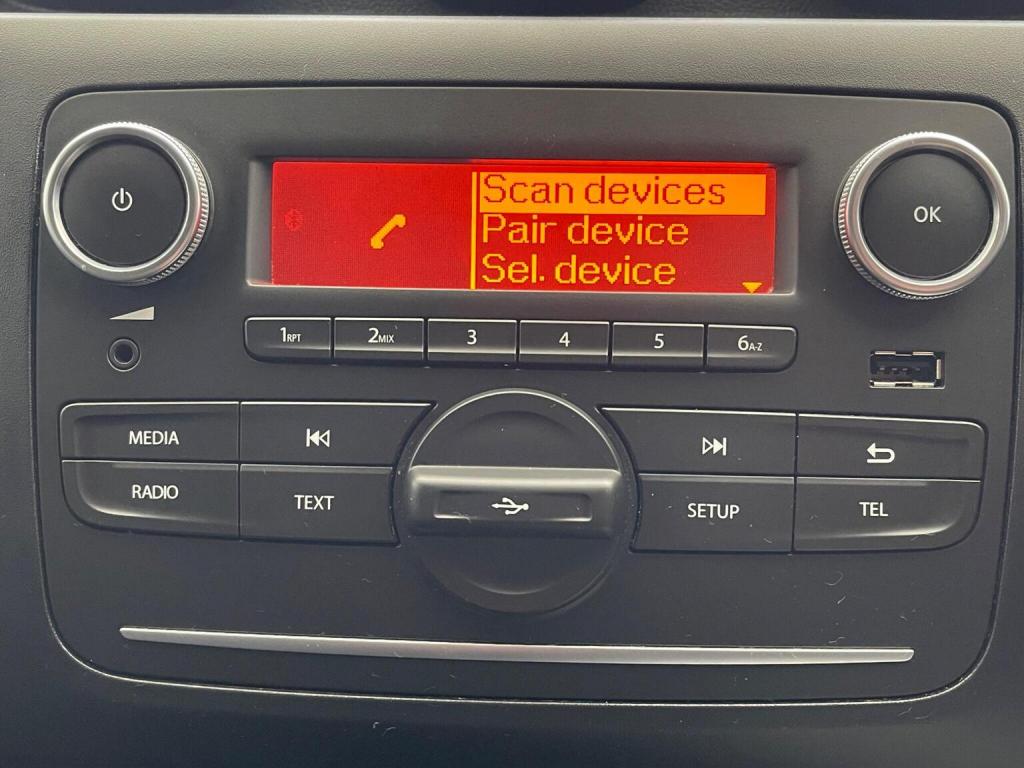 Scan devices
Pair device
Sel. device
OK
1RPT 2MIX 3 4 5 6A-Z
MEDIA
RADIO TEXT SETUP TEL